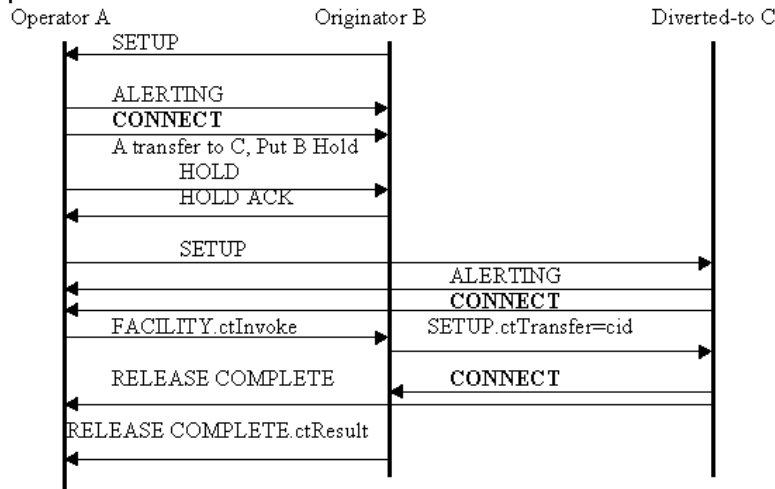 Operator A Originator B Diverted-to C
SETUP
ALERTING
CONNECT
A transfer to C, Put B Hold
HOLD
HOLD ACK
SETUP
ALERTING
CONNECT
FACILITY.ctInvoke SETUP.ctTransfer=cid
RELEASE COMPLETE CONNECT
RELEASE COMPLETE.ctResult